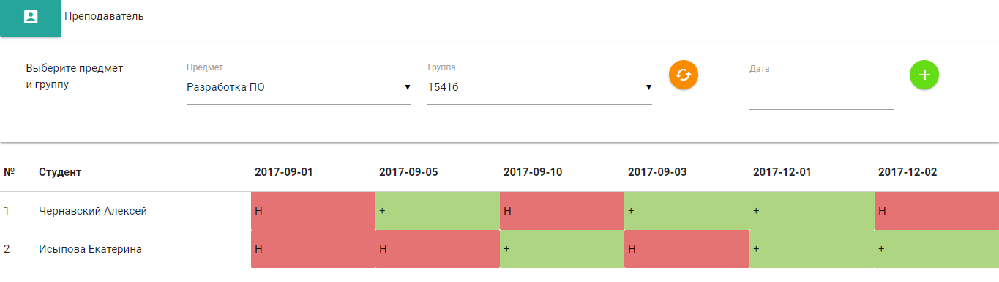 Преподаватель
Выберите предмет
и группу
Предмет
Разработка ПО
Группа
1541б
Дата
№ Студент 2017-09-01 2017-09-05 2017-09-10 2017-09-03 2017-12-01 2017-12-02
1 Чернавский Алексей Н + Н + + Н
2 Исыпова Екатерина Н Н + Н + +